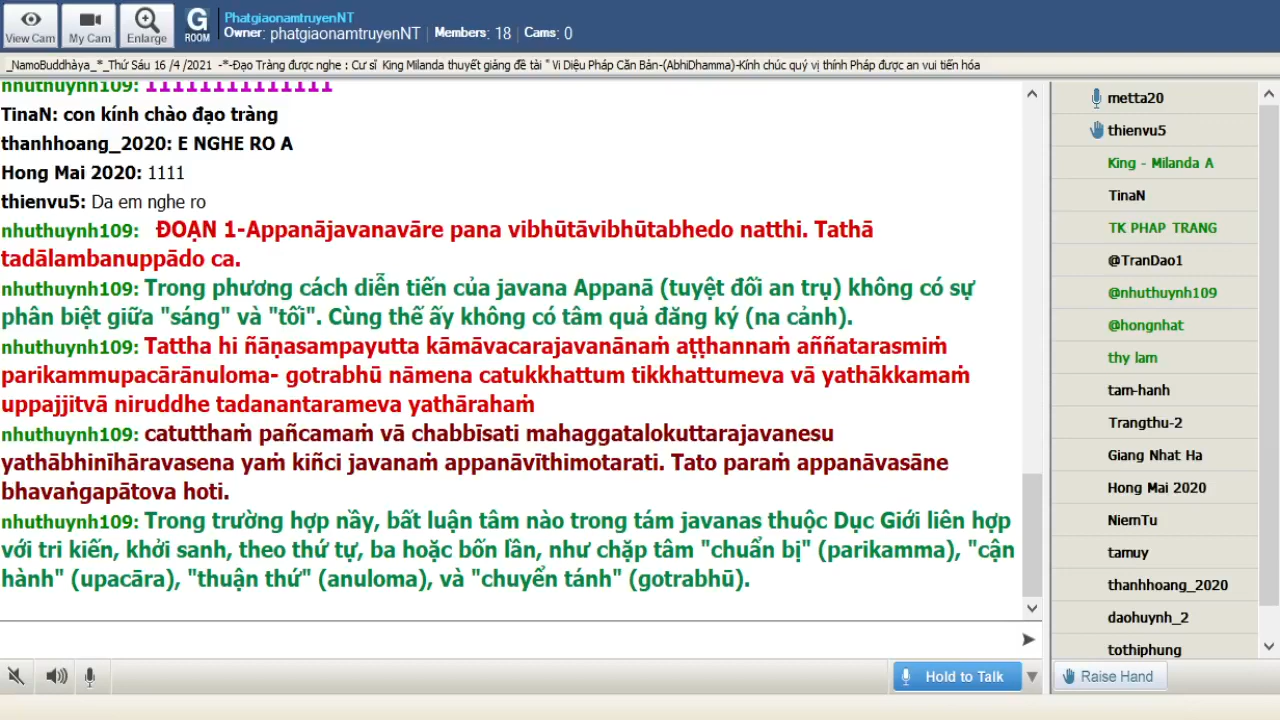 PhatgiaonamtruyenNT
Owner: phatgiaonamtruyenNT | Members: 18 | Cams: 0
View Cam
My Cam
Enlarge
G
ROOM
_NamoBuddhàya_*_Thứ Sáu 16 /4 /2021 -*-Đạo Tràng được nghe : Cư sĩ King Milanda thuyết giảng đề tài " Vi Diệu Pháp Căn Bản-(AbhiDhamma)-Kính chúc quý vị thính Pháp được an vui tiến hóa
nhuthuynh109: 11111111111111
TinaN: con kính chào đạo tràng
thanhhoang_2020: E NGHE RO A
Hong Mai 2020: 1111
thienvu5: Da em nghe ro
nhuthuynh109: ĐOẠN 1-Appanājavanavāre pana vibhūtāvibhūtabhedo natthi. Tathā
tadālambanuppādo ca.
nhuthuynh109: Trong phương cách diễn tiến của javana Appanā (tuyệt đối an trụ) không có sự
phân biệt giữa "sáng" và "tối". Cùng thế ấy không có tâm quả đăng ký (na cảnh).
nhuthuynh109: Tattha hi ñāṇasampayutta kāmāvacarajavanānaṁ aṭṭhannaṁ aññatarasmiṁ
parikammupacārānuloma- gotrabhū nāmena catukkhattum tikkhattumeva vā yathākkamaṁ
uppajjitvā niruddhe tadanantarameva yathārahaṁ
nhuthuynh109: catutthaṁ pañcamaṁ vā chabbīsati mahaggatalokuttarajavanesu
yathābhinīhāravasena yaṁ kiñci javanaṁ appanāvīthimotarati. Tato paraṁ appanāvasāne
bhavaṅgapātova hoti.
nhuthuynh109: Trong trường hợp nầy, bất luận tâm nào trong tám javanas thuộc Dục Giới liên hợp
với tri kiến, khởi sanh, theo thứ tự, ba hoặc bốn lần, như chặp tâm "chuẩn bị" (parikamma), "cận
hành" (upacāra), "thuận thứ" (anuloma), và "chuyển tánh" (gotrabhū).
metta20
thienvu5
King - Milanda A
TinaN
TK PHAP TRANG
@TranDao1
@nhuthuynh109
@hongnhat
thy lam
tam-hanh
Trangthu-2
Giang Nhat Ha
Hong Mai 2020
NiemTu
tamuy
thanhhoang_2020
daohuynh_2
tothiphung
Hold to Talk
Raise Hand